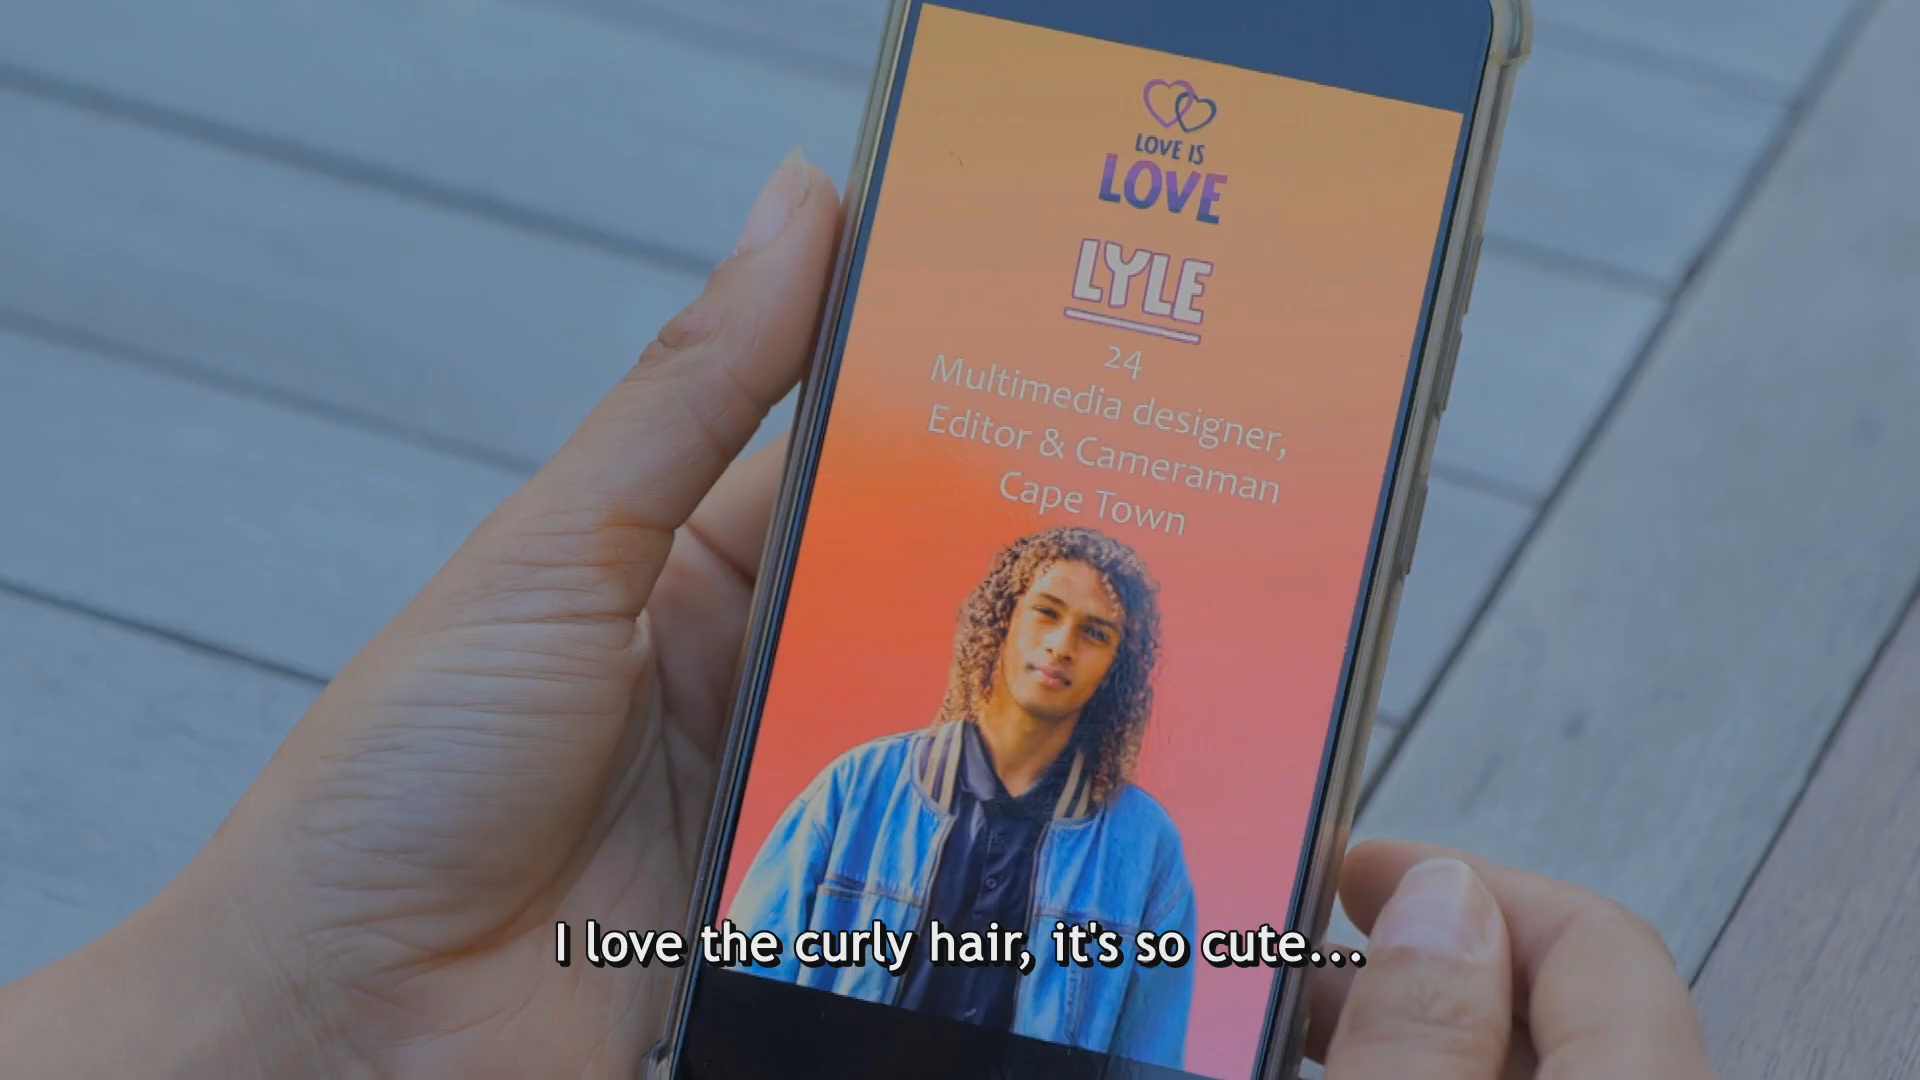 LOVE IS
LOVE
LYLE
24
Multimedia designer,
Editor & Cameraman
Cape Town
I love the curly hair, it's so cute...